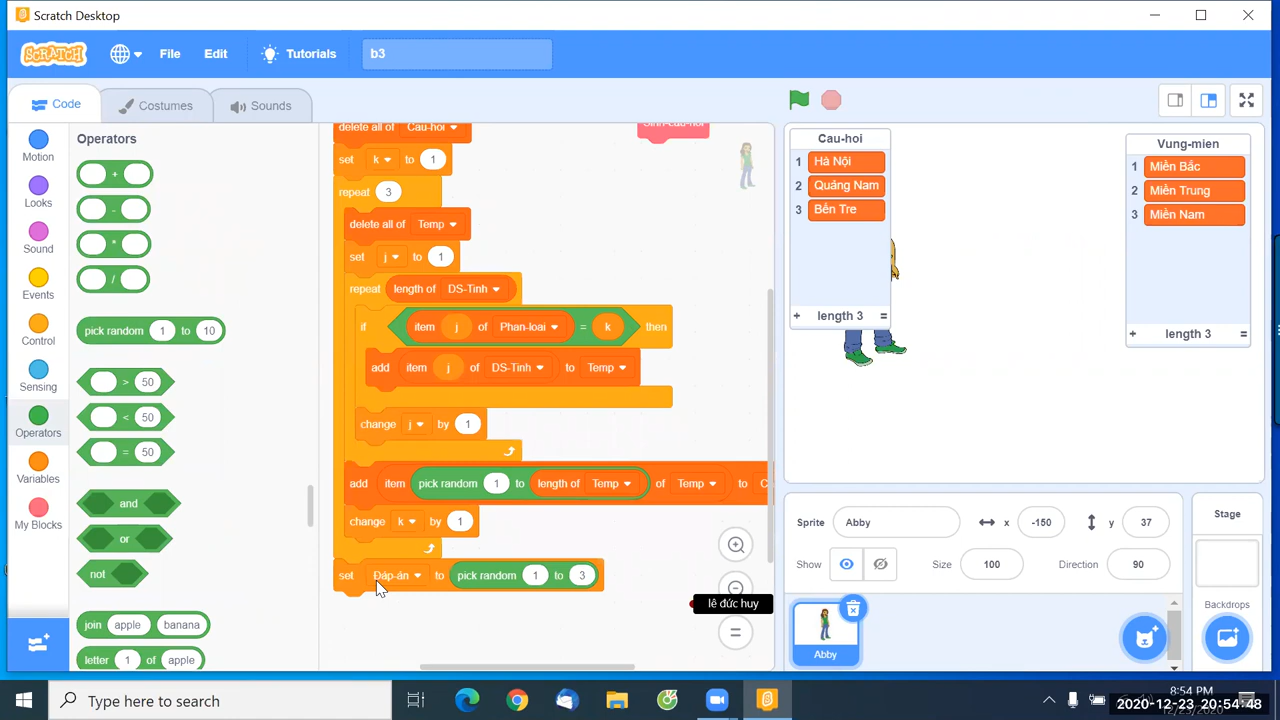 Scratch Desktop
SCRATCH
File
Edit
Tutorials
b3
Code
Costumes
Sounds
Motion
Looks
Sound
Events
Control
Sensing
Operators
Variables
My Blocks
Operators
+
-
*
/
pick random 1 to 10
> 50
< 50
= 50
and
or
not
join apple banana
letter 1 of apple
delete all of Cau-hoi
set k to 1
repeat 3
delete all of Temp
set j to 1
repeat length of DS-Tinh
if item j of Phan-loai = k then
add item j of DS-Tinh to Temp
change j by 1
add item pick random 1 to length of Temp of Temp to C
change k by 1
set Đáp-án to pick random 1 to 3
Cau-hoi
1 Hà Nội
2 Quảng Nam
3 Bến Tre
+ length 3 =
Vung-mien
1 Miền Bắc
2 Miền Trung
3 Miền Nam
+ length 3 =
lê đức huy
Sprite Abby x -150 y 37
Show Size 100 Direction 90
Abby
Stage
Backdrops
Type here to search
8:54 PM
2020-12-23 20:54:48